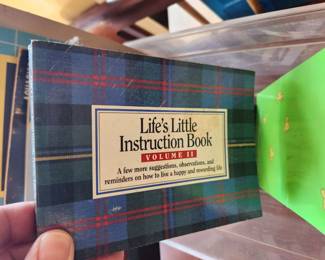 Life's Little
Instruction Book
VOLUME II
A few more suggestions, observations, and
reminders on how to live a happy and rewarding life